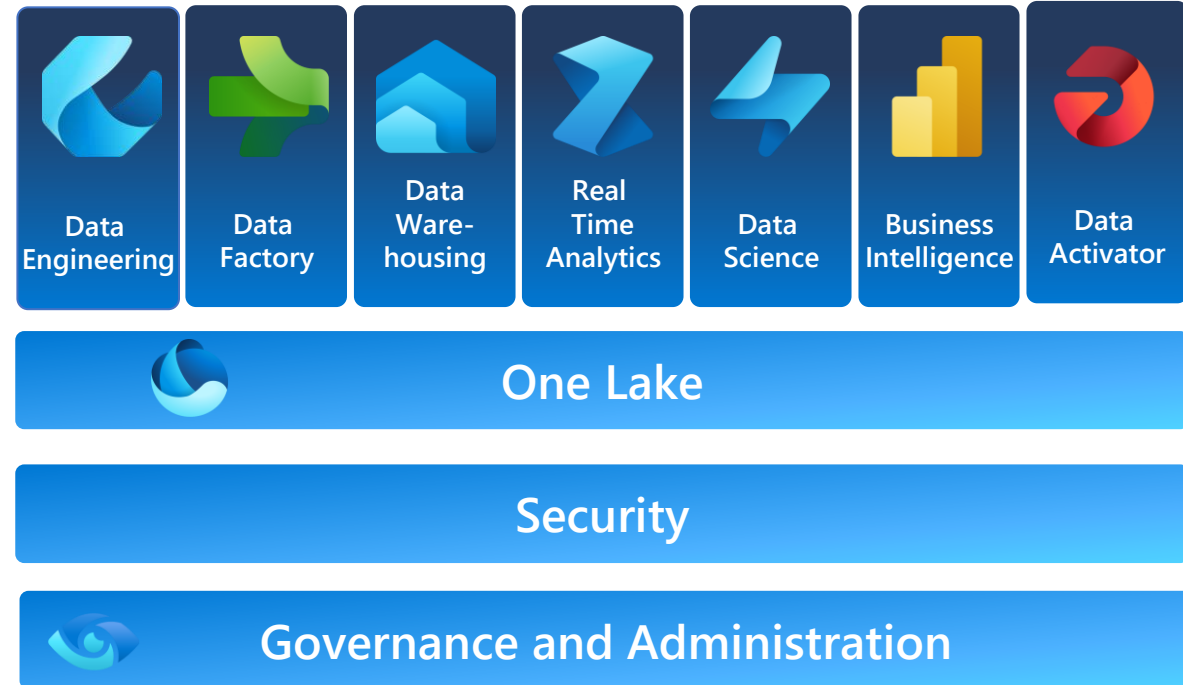 Data
Engineering
Data
Factory
Data
Ware-
housing
Real
Time
Analytics
Data
Science
Business
Intelligence
Data
Activator
One Lake
Security
Governance and Administration